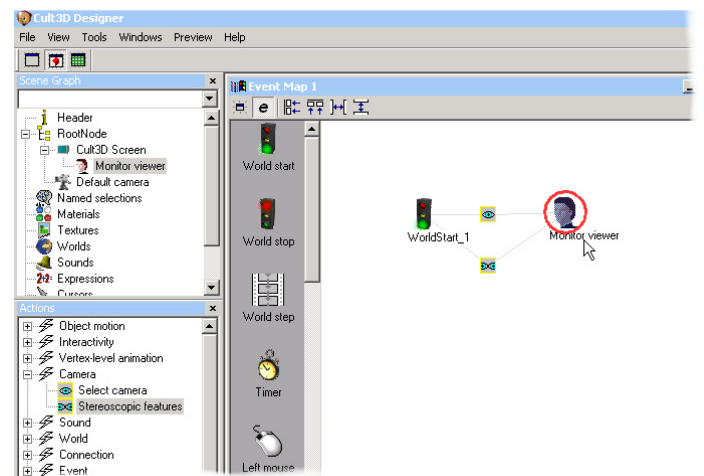 Cult3D Designer
File View Tools Windows Preview Help
Scene Graph
Header
RootNode
Cult3D Screen
Monitor viewer
Default camera
Named selections
Materials
Textures
Worlds
Sounds
Expressions
Cursors
Actions
Object motion
Interactivity
Vertex-level animation
Camera
Select camera
Stereoscopic features
Sound
World
Connection
Event
Event Map 1
e
World start
World stop
World step
Timer
Left mouse
WorldStart_1
Monitor viewer